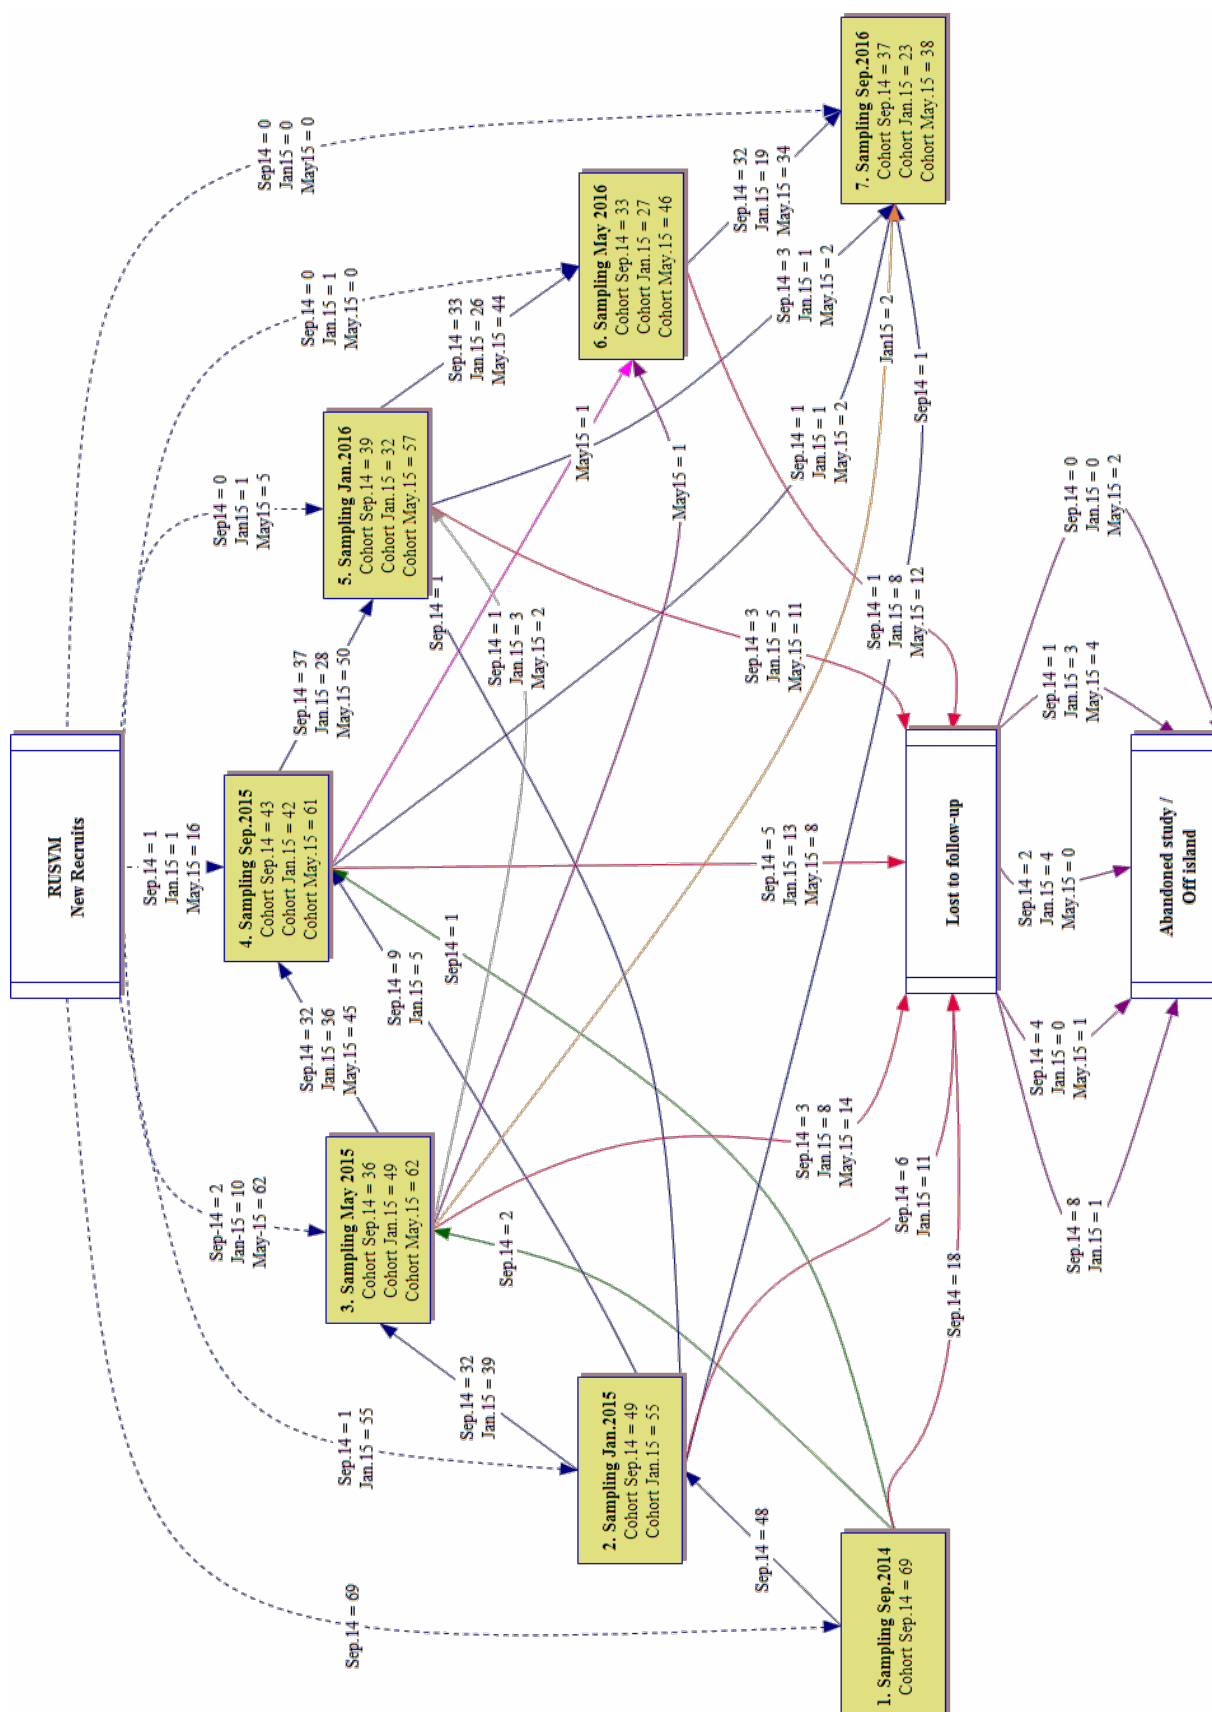 RUSVM
New Recruits
Sep.14 = 69
Sep.14 = 1
Jan.15 = 55
Sep-14 = 2
Jan-15 = 10
May-15 = 62
Sep.14 = 1
Jan.15 = 1
May.15 = 16
Sep14 = 0
Jan15 = 1
May15 = 5
Sep.14 = 0
Jan.15 = 1
May.15 = 0
Sep14 = 0
Jan15 = 0
May15 = 0
1. Sampling Sep.2014
Cohort Sep.14 = 69
2. Sampling Jan.2015
Cohort Sep.14 = 49
Cohort Jan.15 = 55
3. Sampling May 2015
Cohort Sep.14 = 36
Cohort Jan.15 = 49
Cohort May.15 = 62
4. Sampling Sep.2015
Cohort Sep.14 = 43
Cohort Jan.15 = 42
Cohort May.15 = 61
5. Sampling Jan.2016
Cohort Sep.14 = 39
Cohort Jan.15 = 32
Cohort May.15 = 57
6. Sampling May 2016
Cohort Sep.14 = 33
Cohort Jan.15 = 27
Cohort May.15 = 46
7. Sampling Sep.2016
Cohort Sep.14 = 37
Cohort Jan.15 = 23
Cohort May.15 = 38
Sep.14 = 48
Sep.14 = 32
Jan.15 = 39
Sep.14 = 32
Jan.15 = 36
May.15 = 45
Sep.14 = 37
Jan.15 = 28
May.15 = 50
Sep.14 = 33
Jan.15 = 26
May.15 = 44
Sep.14 = 32
Jan.15 = 19
May.15 = 34
Sep.14 = 2
Sep.14 = 9
Jan.15 = 5
Sep14 = 1
Sep.14 = 1
Sep.14 = 1
Jan.15 = 3
May.15 = 2
May15 = 1
May15 = 1
Sep.14 = 3
Jan.15 = 1
May.15 = 2
Sep.14 = 1
Jan.15 = 1
May.15 = 2
Jan15 = 2
Sep14 = 1
Sep.14 = 18
Sep.14 = 6
Jan.15 = 11
Sep.14 = 3
Jan.15 = 8
May.15 = 14
Sep.14 = 5
Jan.15 = 13
May.15 = 8
Sep.14 = 3
Jan.15 = 5
May.15 = 11
Sep.14 = 1
Jan.15 = 8
May.15 = 12
Lost to follow-up
Sep.14 = 8
Jan.15 = 1
Sep.14 = 4
Jan.15 = 0
May.15 = 1
Sep.14 = 2
Jan.15 = 4
May.15 = 0
Sep.14 = 1
Jan.15 = 3
May.15 = 4
Sep.14 = 0
Jan.15 = 0
May.15 = 2
Abandoned study /
Off island